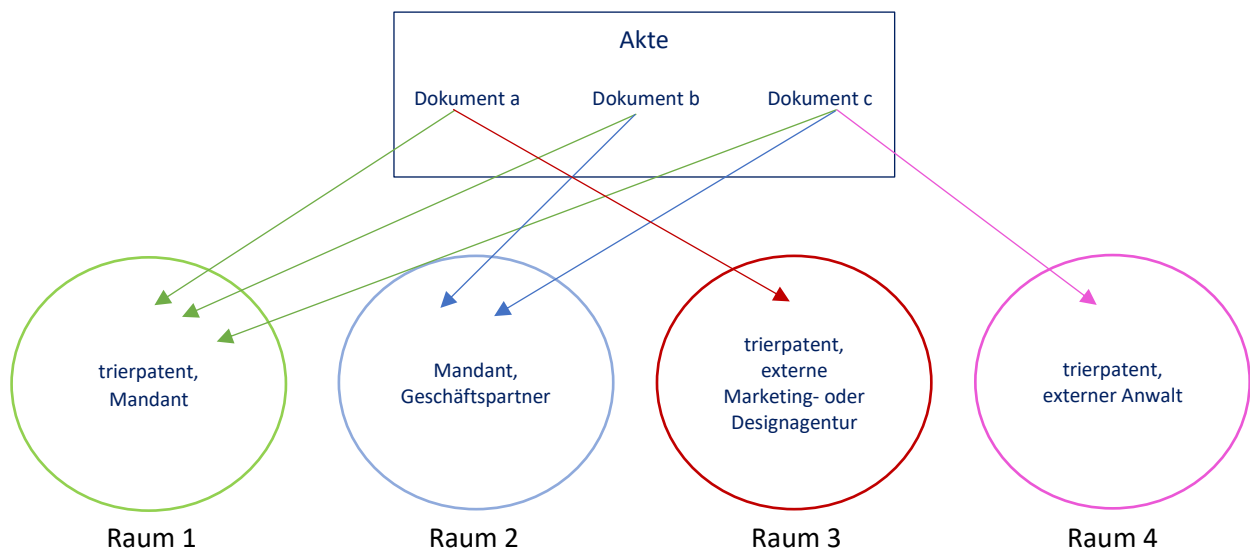 Akte
Dokument a
Dokument b
Dokument c
trierpatent,
Mandant
Mandant,
Geschäftspartner
trierpatent,
externe
Marketing- oder
Designagentur
trierpatent,
externer Anwalt
Raum 1
Raum 2
Raum 3
Raum 4